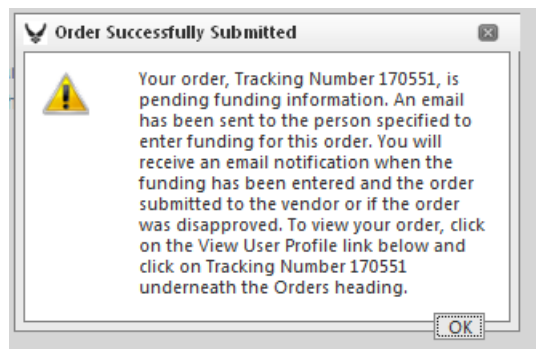 Order Successfully Submitted
Your order, Tracking Number 170551, is
pending funding information. An email
has been sent to the person specified to
enter funding for this order. You will
receive an email notification when the
funding has been entered and the order
submitted to the vendor or if the order
was disapproved. To view your order, click
on the View User Profile link below and
click on Tracking Number 170551
underneath the Orders heading.
OK